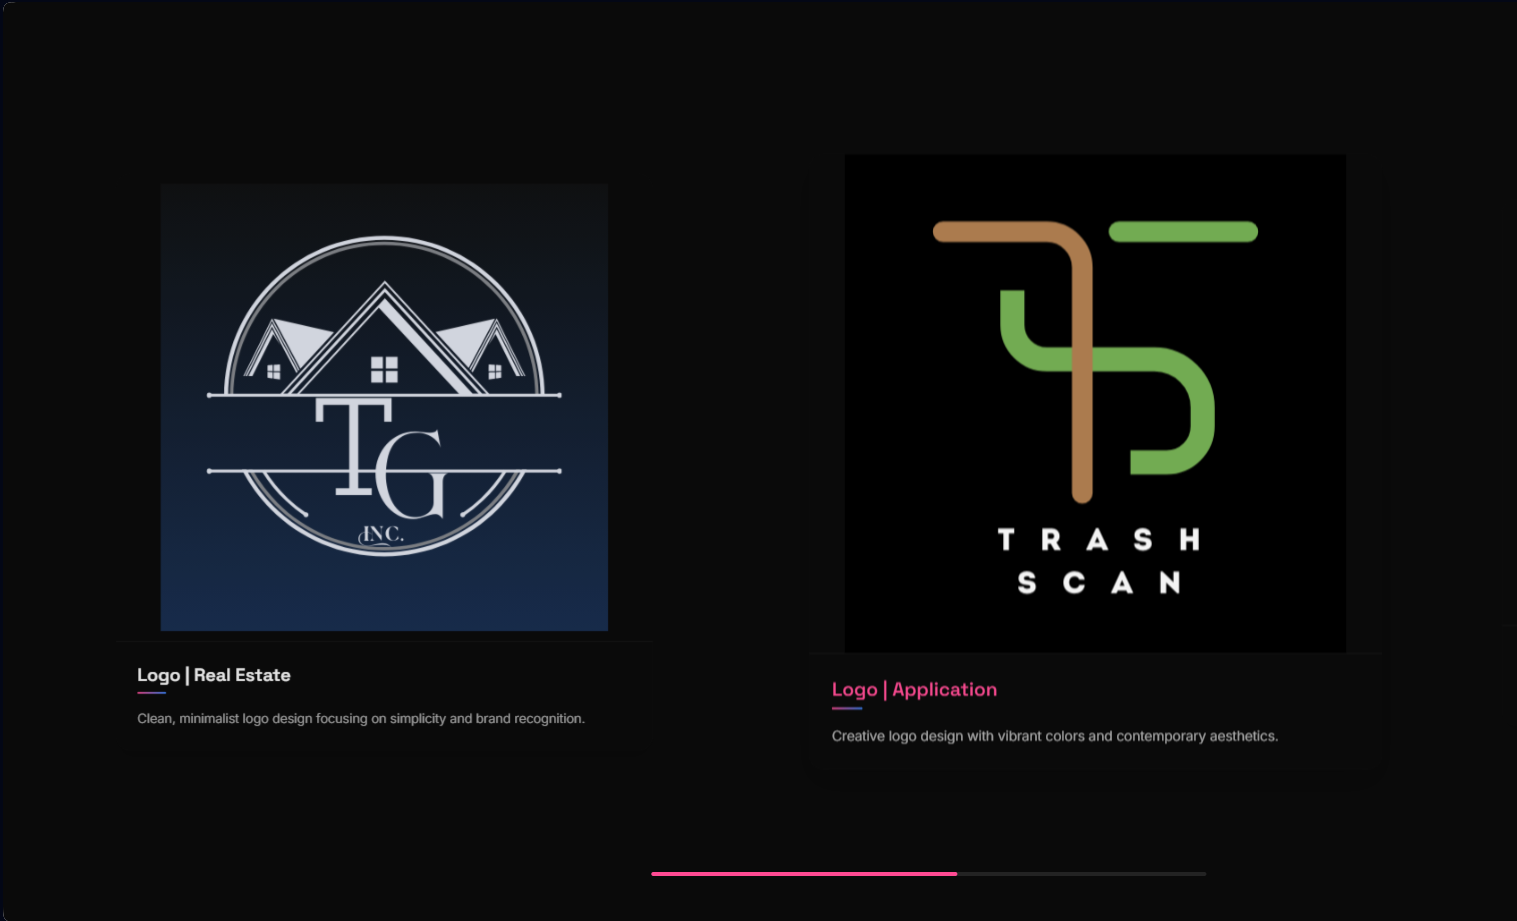 TG
INC.
Logo | Real Estate
Clean, minimalist logo design focusing on simplicity and brand recognition.
TS
TRASH
SCAN
Logo | Application
Creative logo design with vibrant colors and contemporary aesthetics.